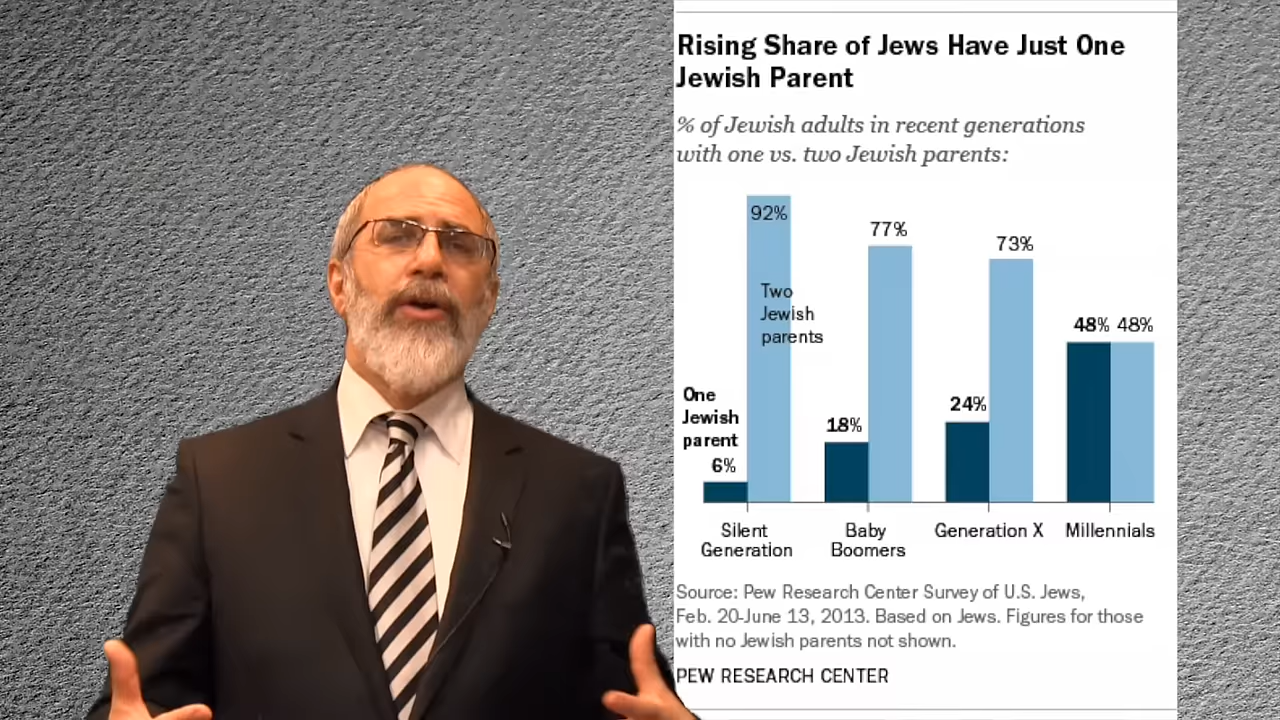 Rising Share of Jews Have Just One
Jewish Parent
% of Jewish adults in recent generations
with one vs. two Jewish parents:
92%
77%
73%
48% 48%
Two
Jewish
parents
One
Jewish
parent
6%
18%
24%
Silent
Generation
Baby
Boomers
Generation X
Millennials
Source: Pew Research Center Survey of U.S. Jews,
Feb. 20-June 13, 2013. Based on Jews. Figures for those
with no Jewish parents not shown.
PEW RESEARCH CENTER